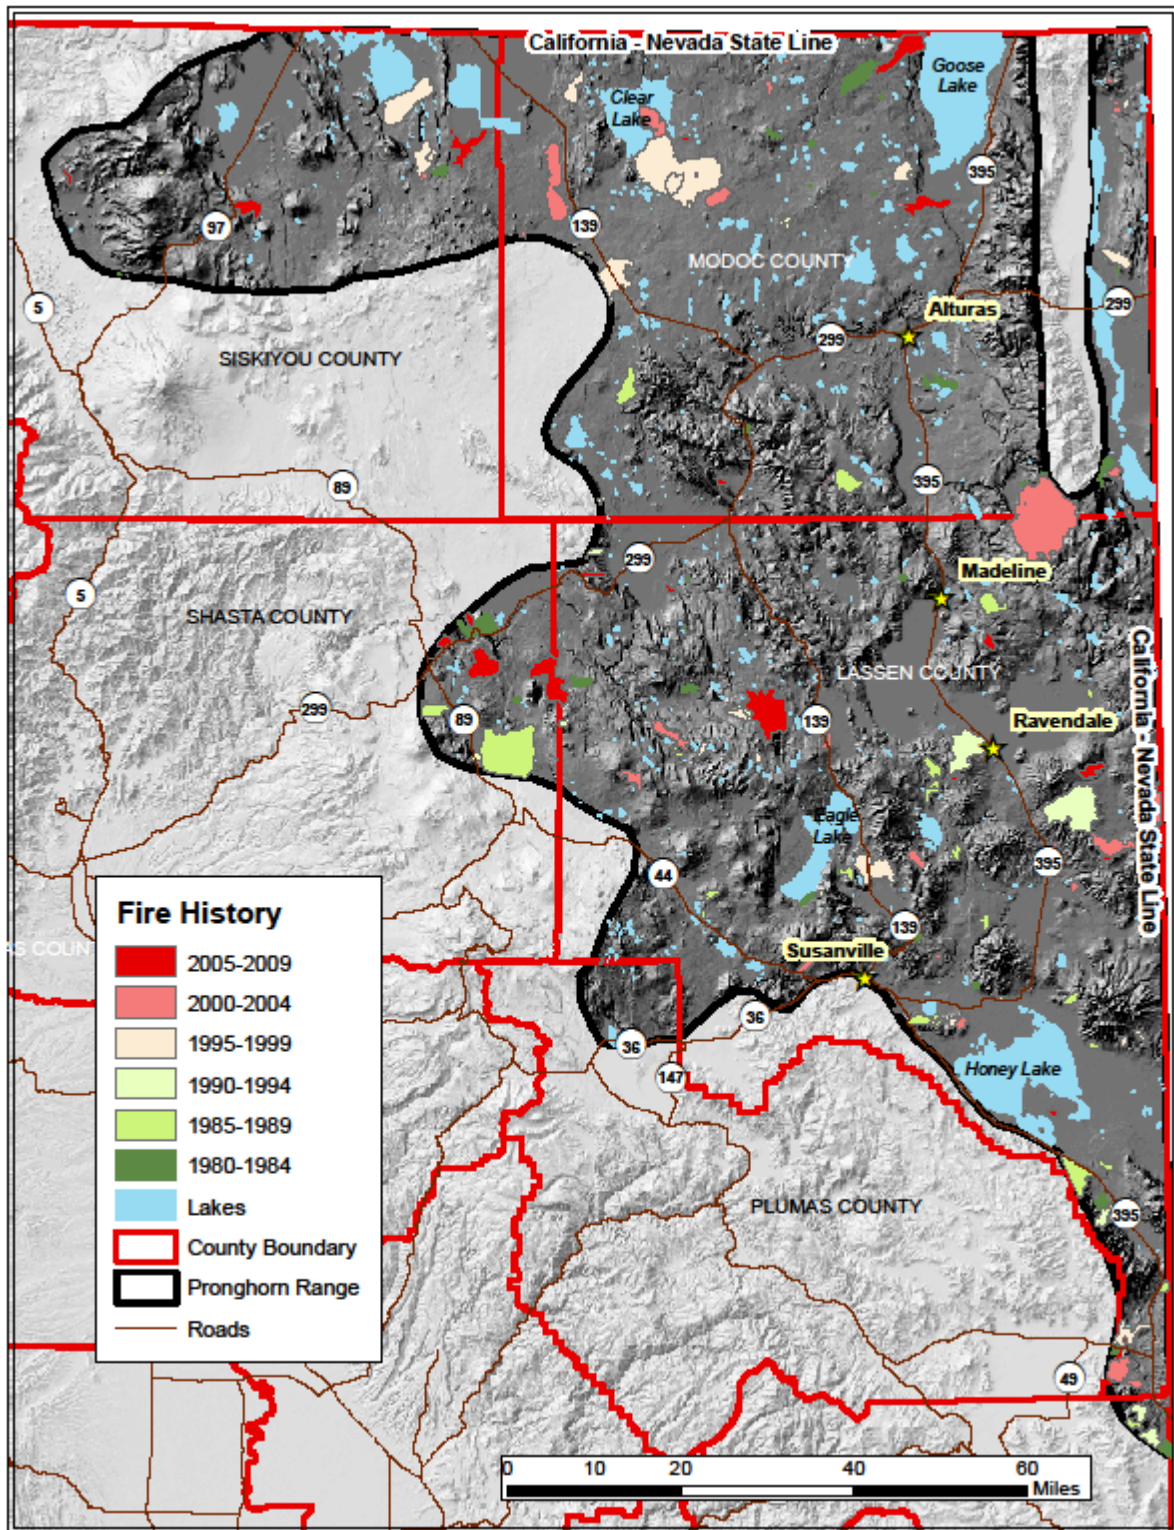 California - Nevada State Line
Goose
Lake
Clear
Lake
395
97
139
MODOC COUNTY
5
299
Alturas
299
SISKIYOU COUNTY
89
395
299
Madeline
5
SHASTA COUNTY
LASSEN COUNTY
California - Nevada State Line
299
89
139
Ravendale
Eagle
Lake
44
395
139
Fire History
AS COUN
Susanville
2005-2009
2000-2004
36
1995-1999
36
Honey Lake
147
1990-1994
1985-1989
1980-1984
Lakes
PLUMAS COUNTY
395
County Boundary
Pronghorn Range
Roads
49
0 10 20 40 60
Miles